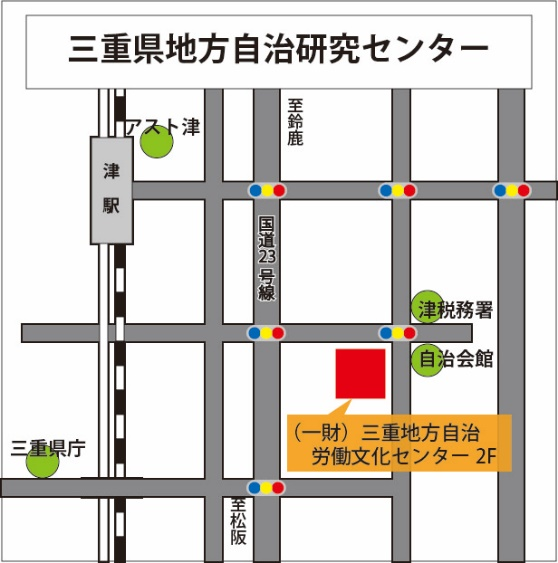 三重県地方自治研究センター
至鈴鹿
アスト津
津駅
国道23号線
津税務署
自治会館
（一財）三重地方自治
労働文化センター 2F
三重県庁
至松阪